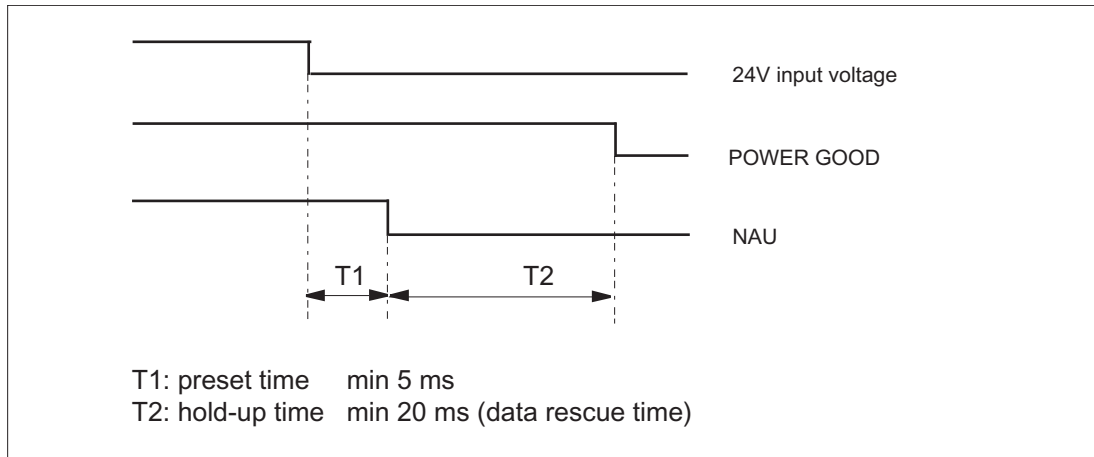 24V input voltage
POWER GOOD
NAU
T1 T2
T1: preset time min 5 ms
T2: hold-up time min 20 ms (data rescue time)